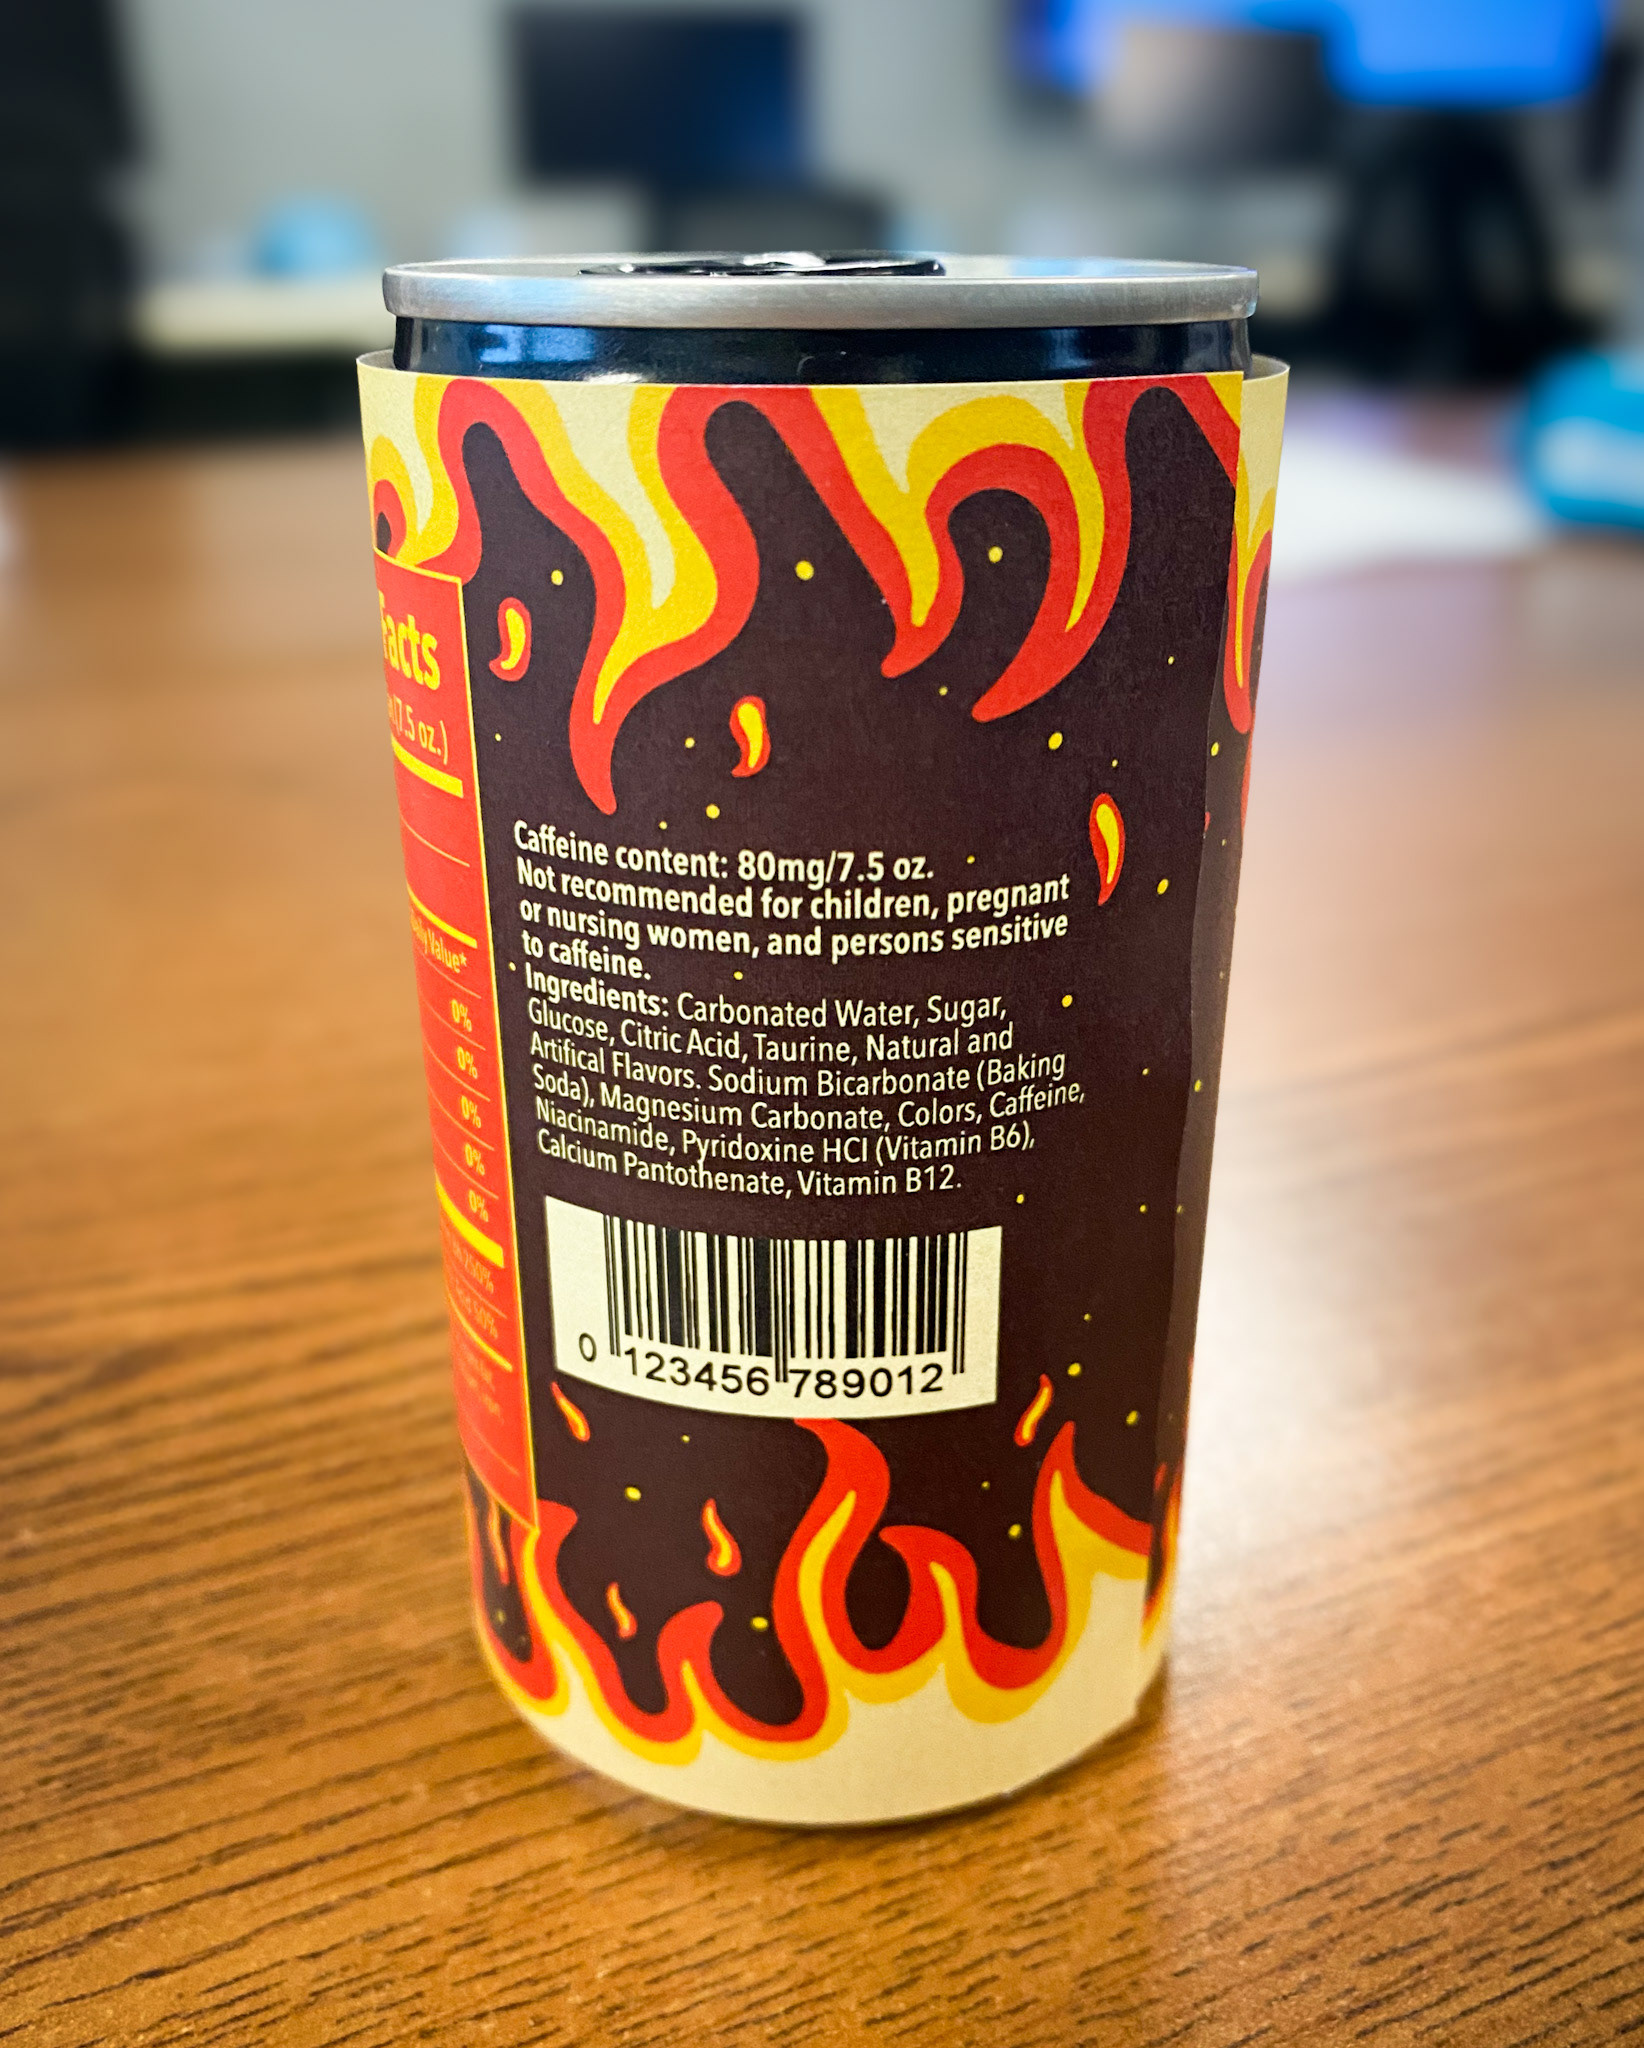 Facts
(7.5 oz.)
Value*
0%
0%
0%
0%
0%
250%
50%
Caffeine content: 80mg/7.5 oz.
Not recommended for children, pregnant
or nursing women, and persons sensitive
to caffeine.
Ingredients: Carbonated Water, Sugar,
Glucose, Citric Acid, Taurine, Natural and
Artifical Flavors. Sodium Bicarbonate (Baking
Soda), Magnesium Carbonate, Colors, Caffeine,
Niacinamide, Pyridoxine HCl (Vitamin B6),
Calcium Pantothenate, Vitamin B12.
0 123456 789012